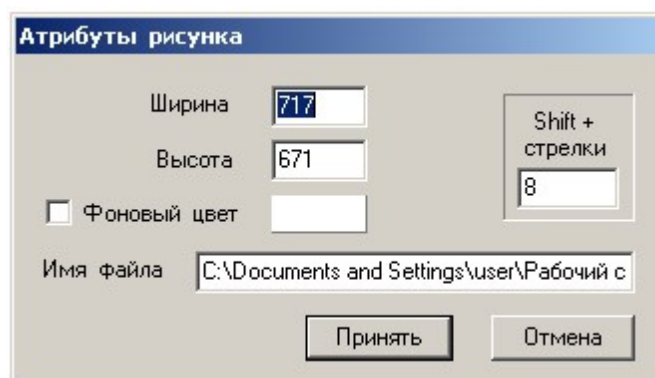 Атрибуты рисунка
Ширина 717
Высота 671
Shift +
стрелки
8
Фоновый цвет
Имя файла C:\Documents and Settings\user\Рабочий с
Принять Отмена